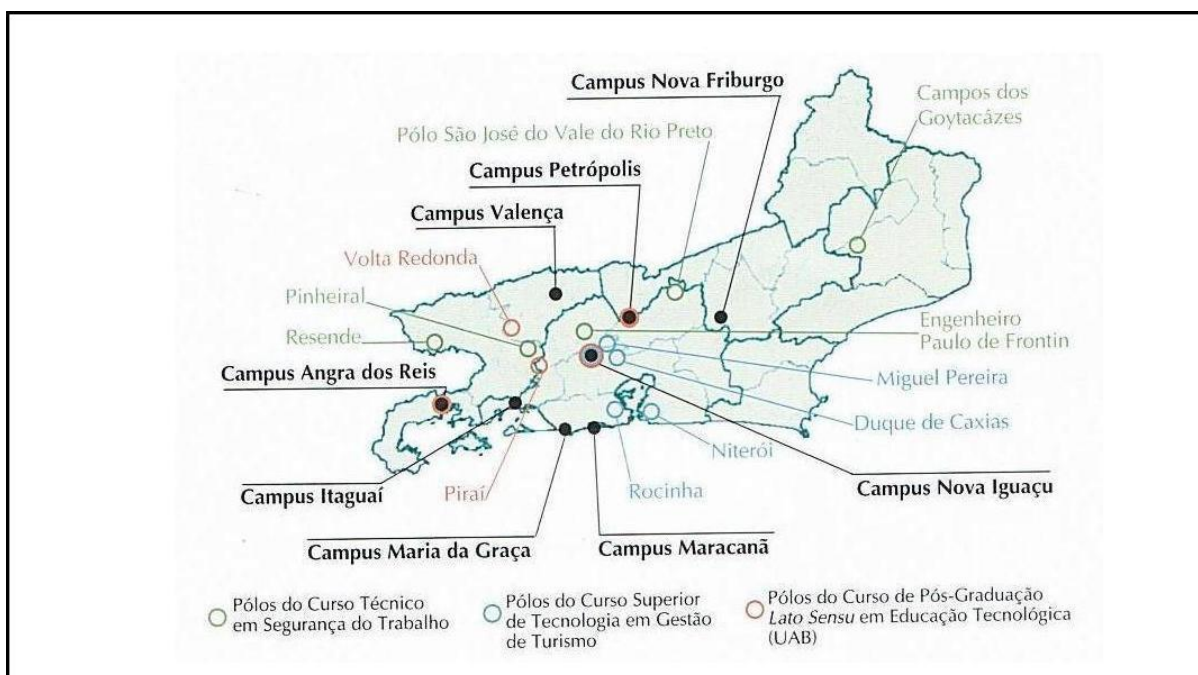 Campus Nova Friburgo
Campos dos
Goytacázes
Pólo São José do Vale do Rio Preto
Campus Petrópolis
Campus Valença
Volta Redonda
Pinheiral
Resende
Engenheiro
Paulo de Frontin
Campus Angra dos Reis
Miguel Pereira
Duque de Caxias
Niterói
Campus Itaguaí
Piraí
Rocinha
Campus Nova Iguaçu
Campus Maria da Graça
Campus Maracanã
Pólos do Curso Técnico
em Segurança do Trabalho
Pólos do Curso Superior
de Tecnologia em Gestão
de Turismo
Pólos do Curso de Pós-Graduação
Lato Sensu em Educação Tecnológica
(UAB)